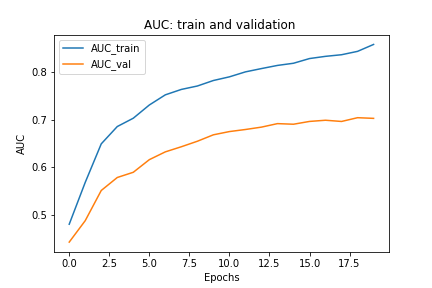 AUC: train and validation
AUC_train
AUC_val
0.8
0.7
0.6
0.5
AUC
0.0 2.5 5.0 7.5 10.0 12.5 15.0 17.5
Epochs